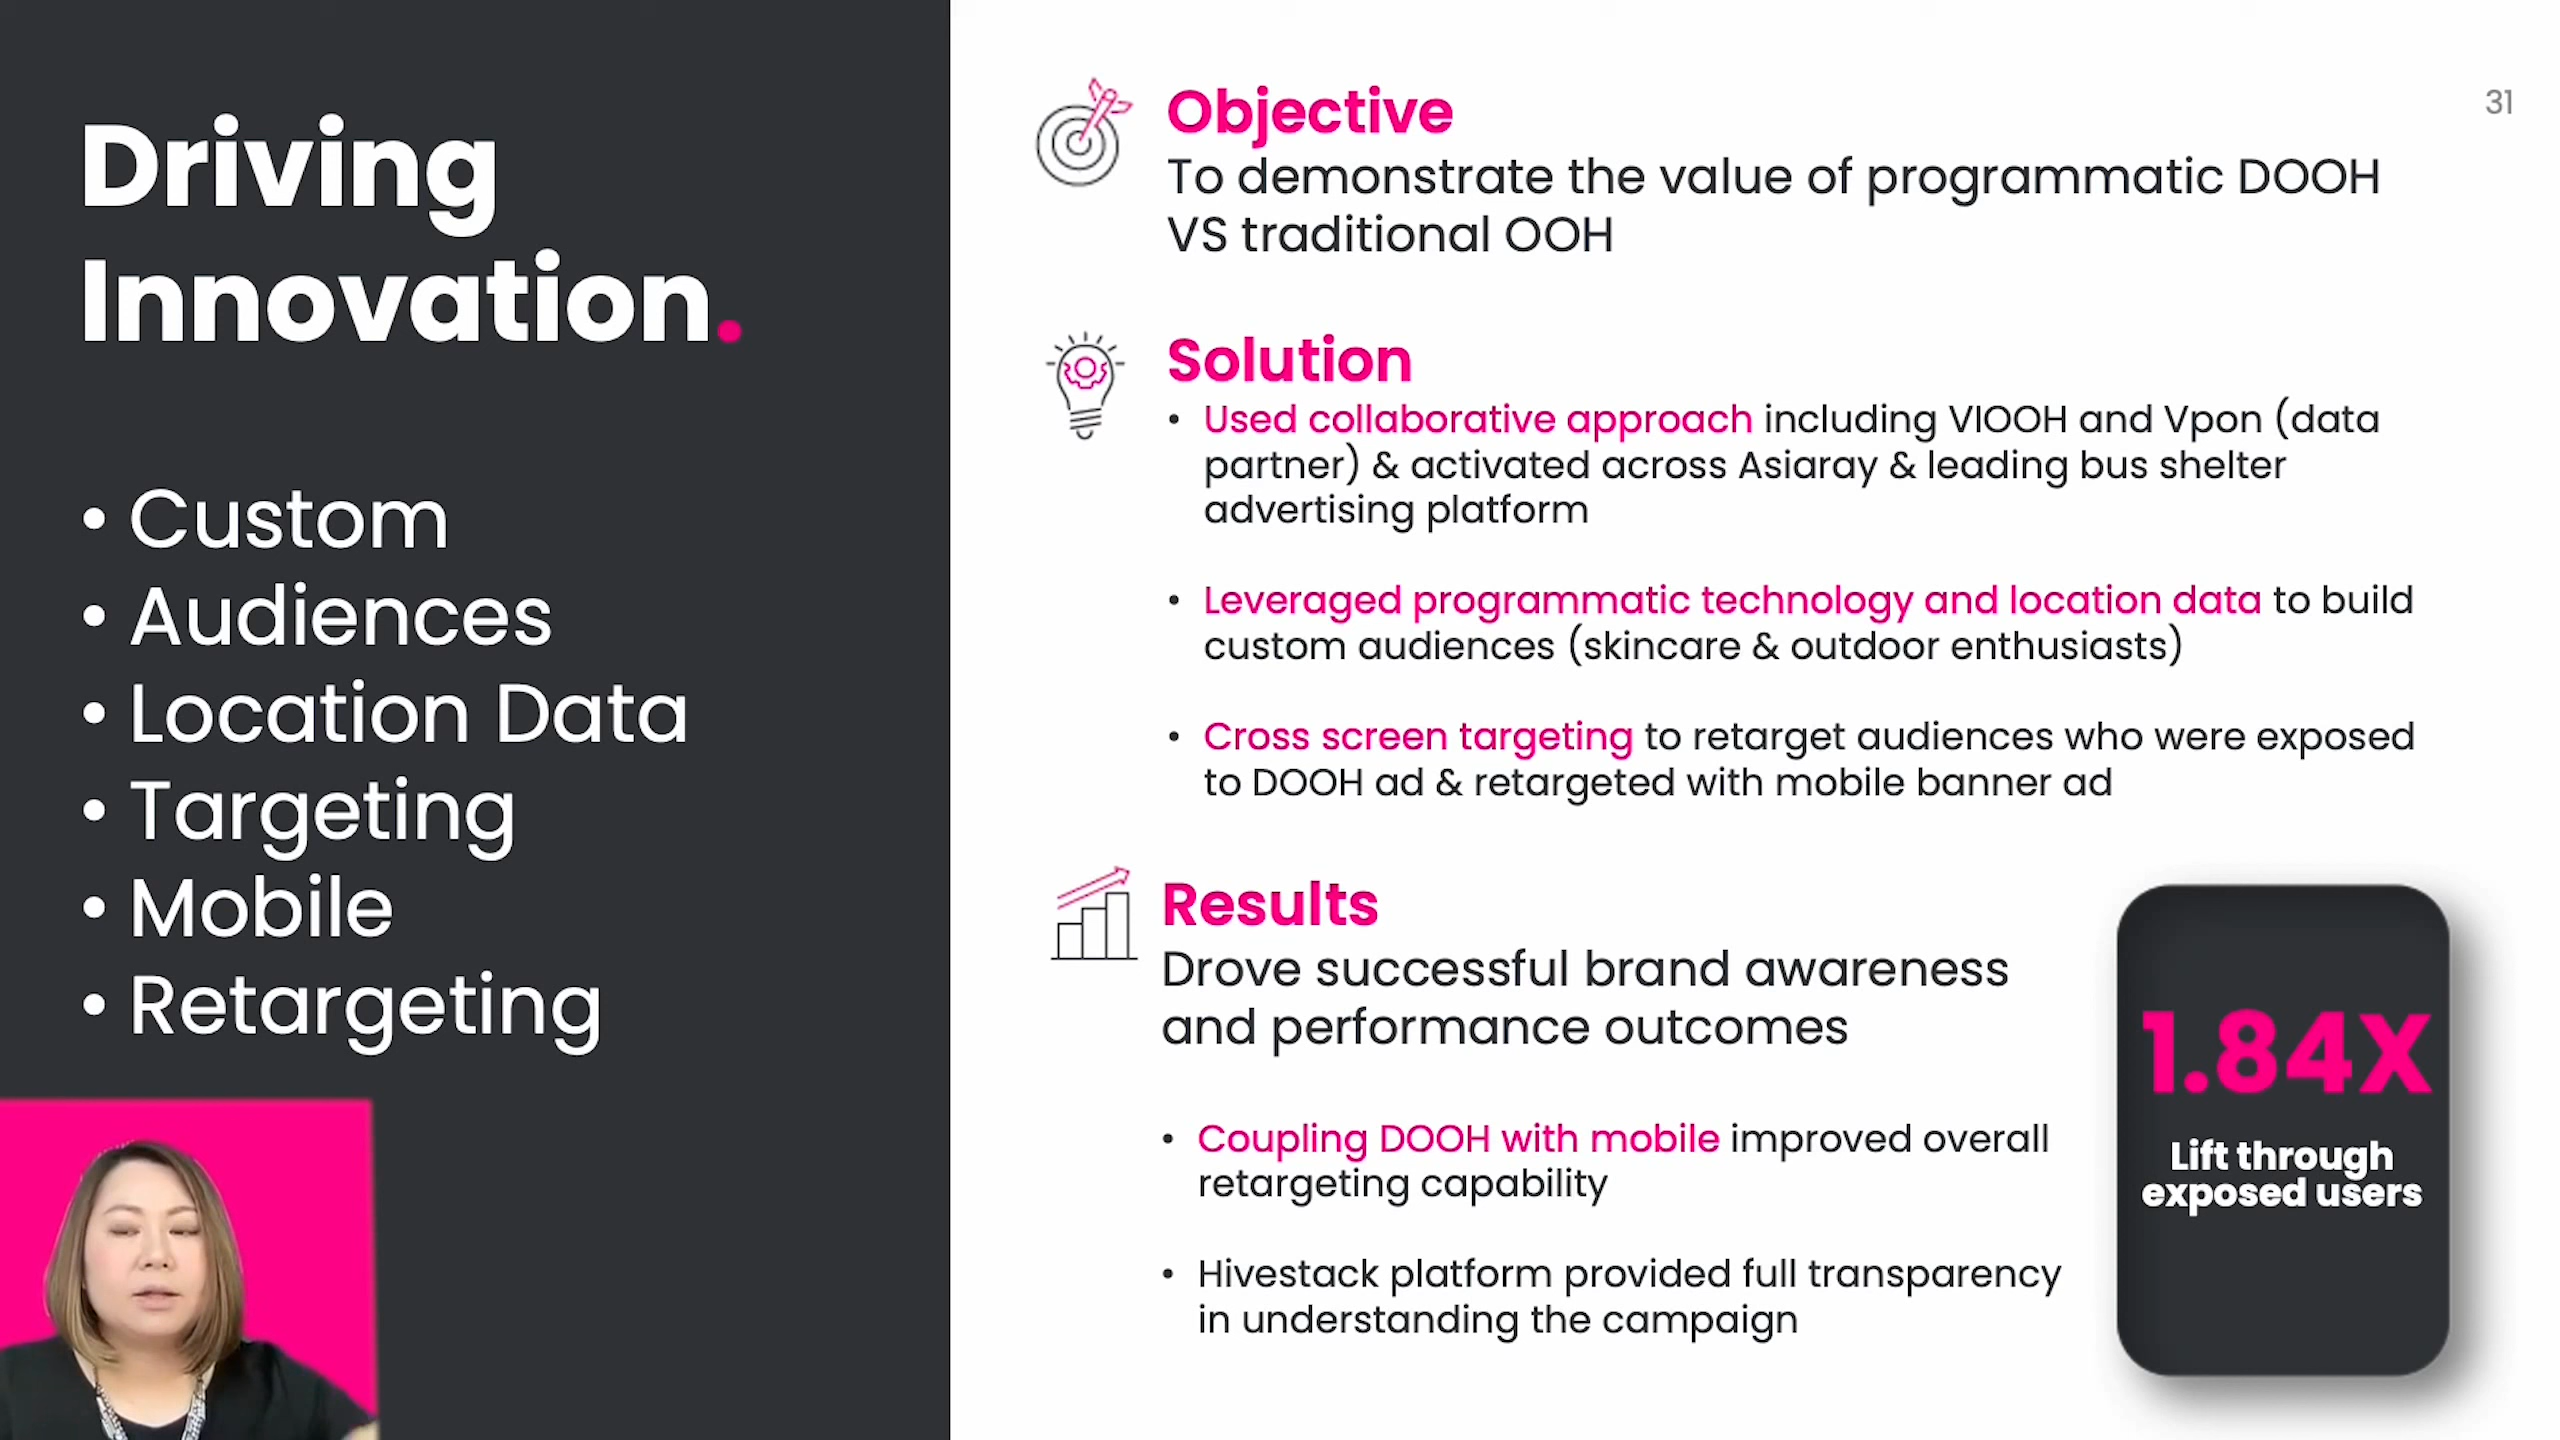 Driving
Innovation.
• Custom
• Audiences
• Location Data
• Targeting
• Mobile
• Retargeting
31
Objective
To demonstrate the value of programmatic DOOH
VS traditional OOH
Solution
• Used collaborative approach including VIOOH and Vpon (data
partner) & activated across Asiaray & leading bus shelter
advertising platform
• Leveraged programmatic technology and location data to build
custom audiences (skincare & outdoor enthusiasts)
• Cross screen targeting to retarget audiences who were exposed
to DOOH ad & retargeted with mobile banner ad
Results
Drove successful brand awareness
and performance outcomes
• Coupling DOOH with mobile improved overall
retargeting capability
• Hivestack platform provided full transparency
in understanding the campaign
1.84X
Lift through
exposed users